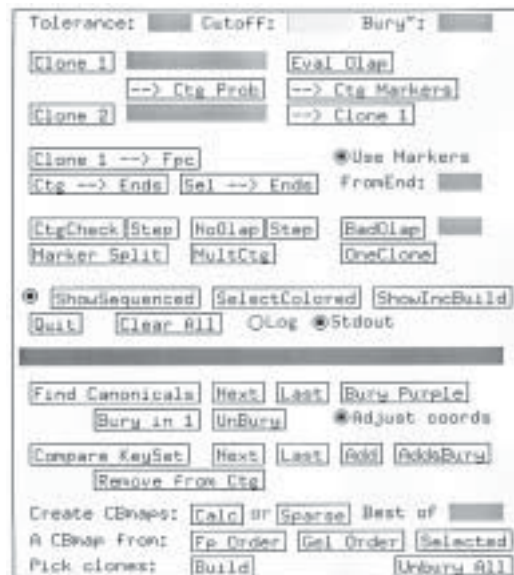 Tolerance: Cutoff: Bury~:
Clone 1 Eval Olap
--> Ctg Prob --> Ctg Markers
Clone 2 --> Clone 1
Clone 1 --> Fpc Use Markers
Ctg --> Ends Sel --> Ends FromEnd:
CtgCheck Step NoOlap Step BadOlap
Marker Split MultCtg OneClone
ShowSequenced SelectColored ShowIncBuild
Quit Clear All Log Stdout
Find Canonicals Next Last Bury Purple
Bury in 1 UnBury Adjust coords
Compare KeySet Next Last Add Add&Bury
Remove From Ctg
Create CBmaps: Calc or Sparse Best of
A CBmap from: Fp Order Gel Order Selected
Pick clones: Build Unbury All